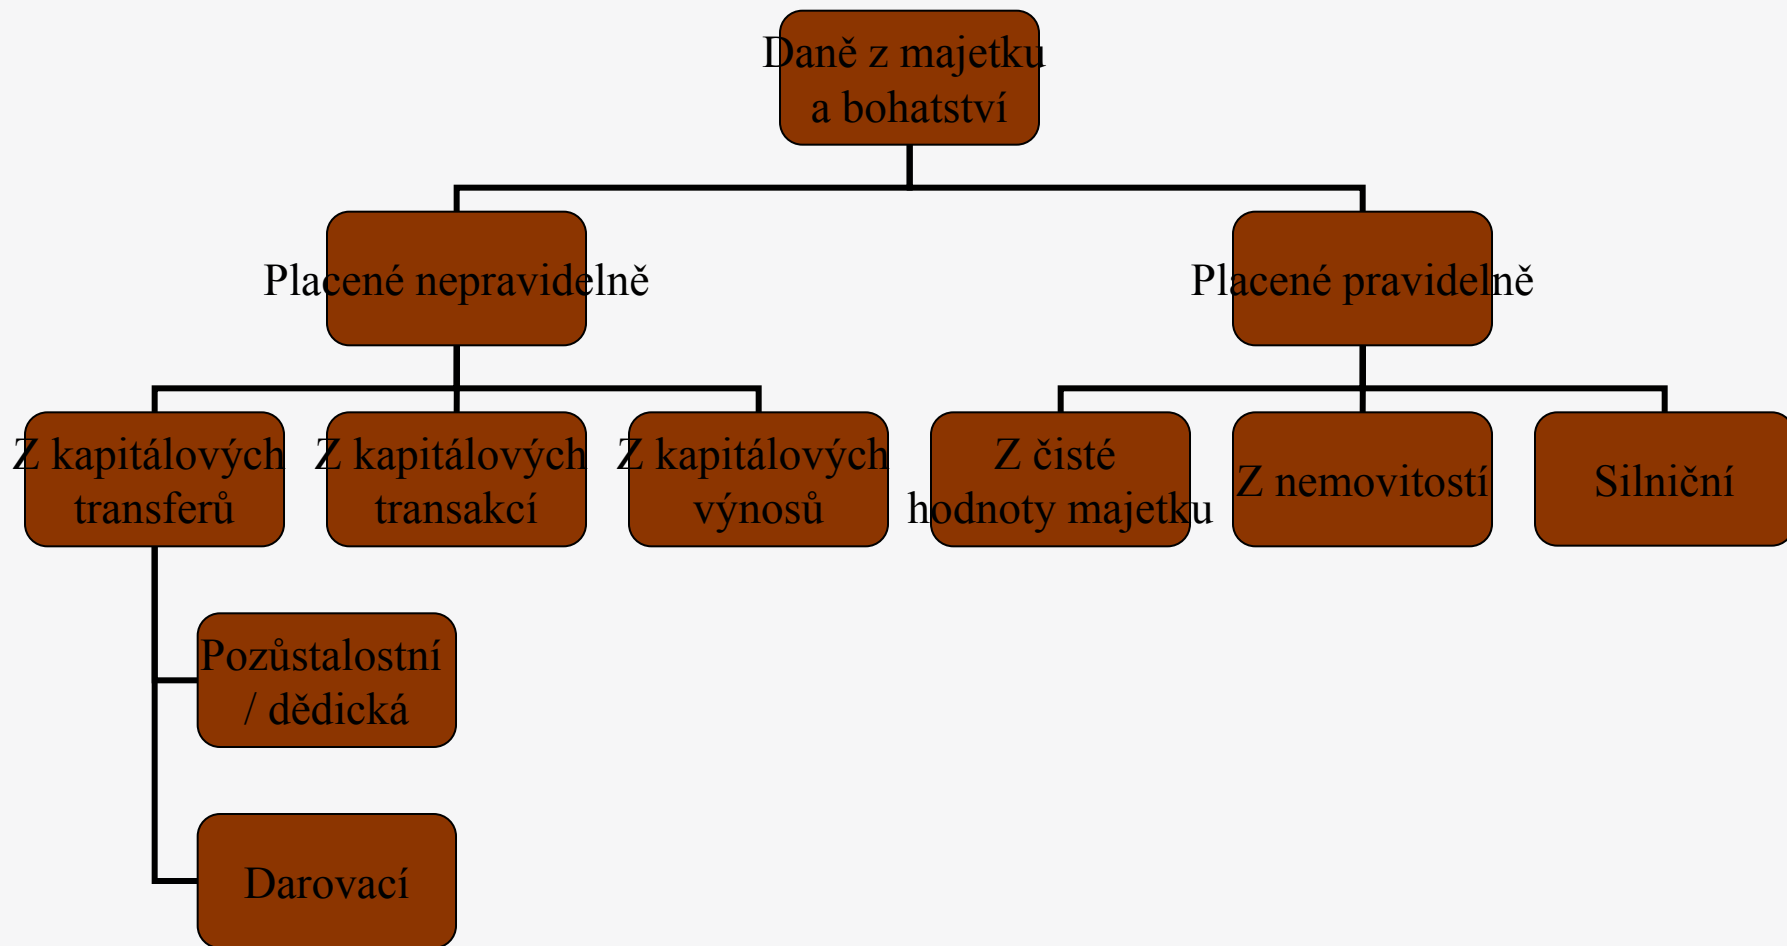 Daně z majetku
a bohatství
Placené nepravidelně
Placené pravidelně
Z kapitálových
transferů
Z kapitálových
transakcí
Z kapitálových
výnosů
Z čisté
hodnoty majetku
Z nemovitostí
Silniční
Pozůstalostní
/ dědická
Darovací